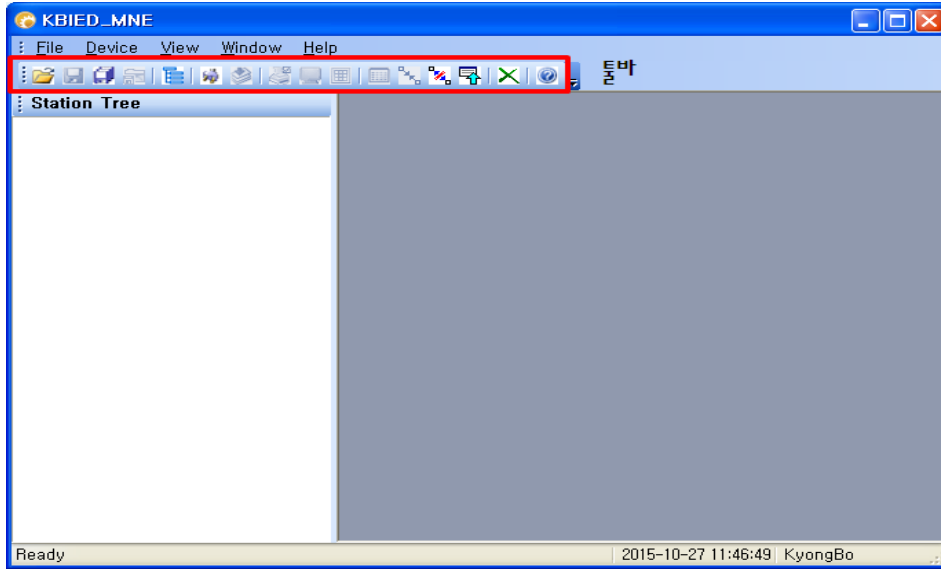 KBIED_MNE
File Device View Window Help
툴바
Station Tree
Ready 2015-10-27 11:46:49 KyongBo